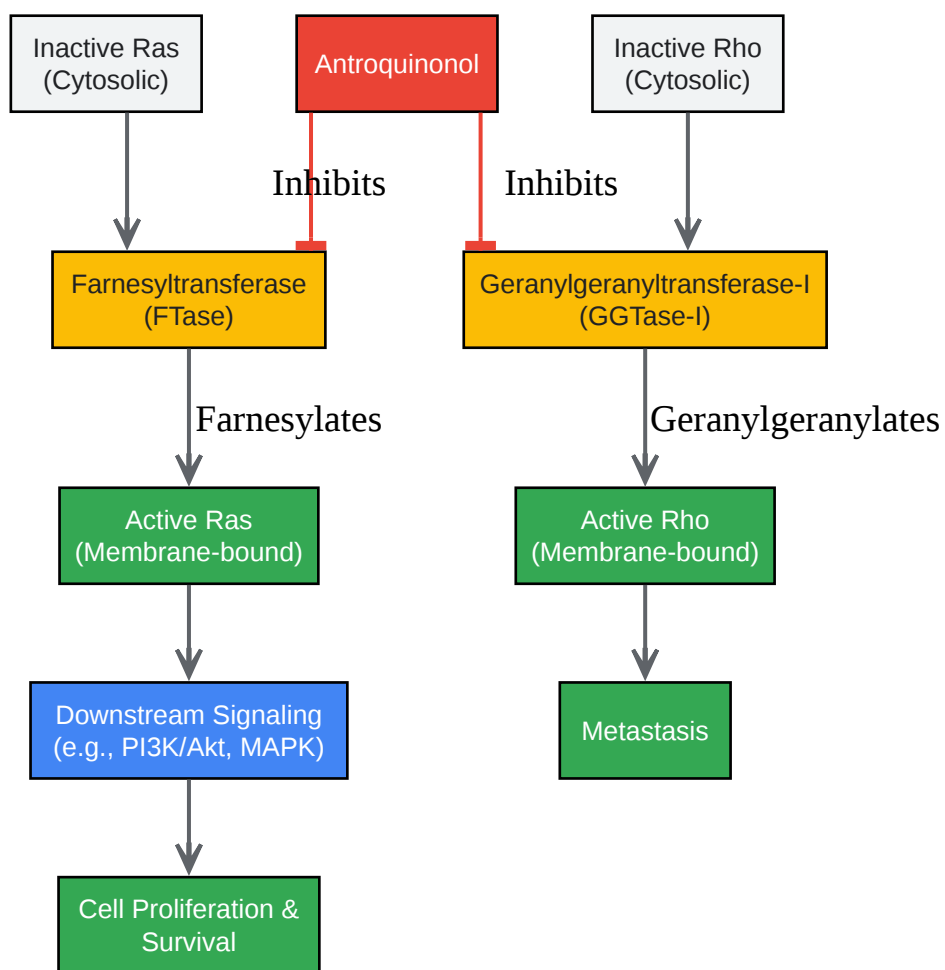 Inactive Ras
(Cytosolic)
Antroquinonol
Inactive Rho
(Cytosolic)
Inhibits
Inhibits
Farnesyltransferase
(FTase)
Geranylgeranyltransferase-I
(GGTase-I)
Farnesylates
Geranylgeranylates
Active Ras
(Membrane-bound)
Active Rho
(Membrane-bound)
Downstream Signaling
(e.g., PI3K/Akt, MAPK)
Metastasis
Cell Proliferation &
Survival